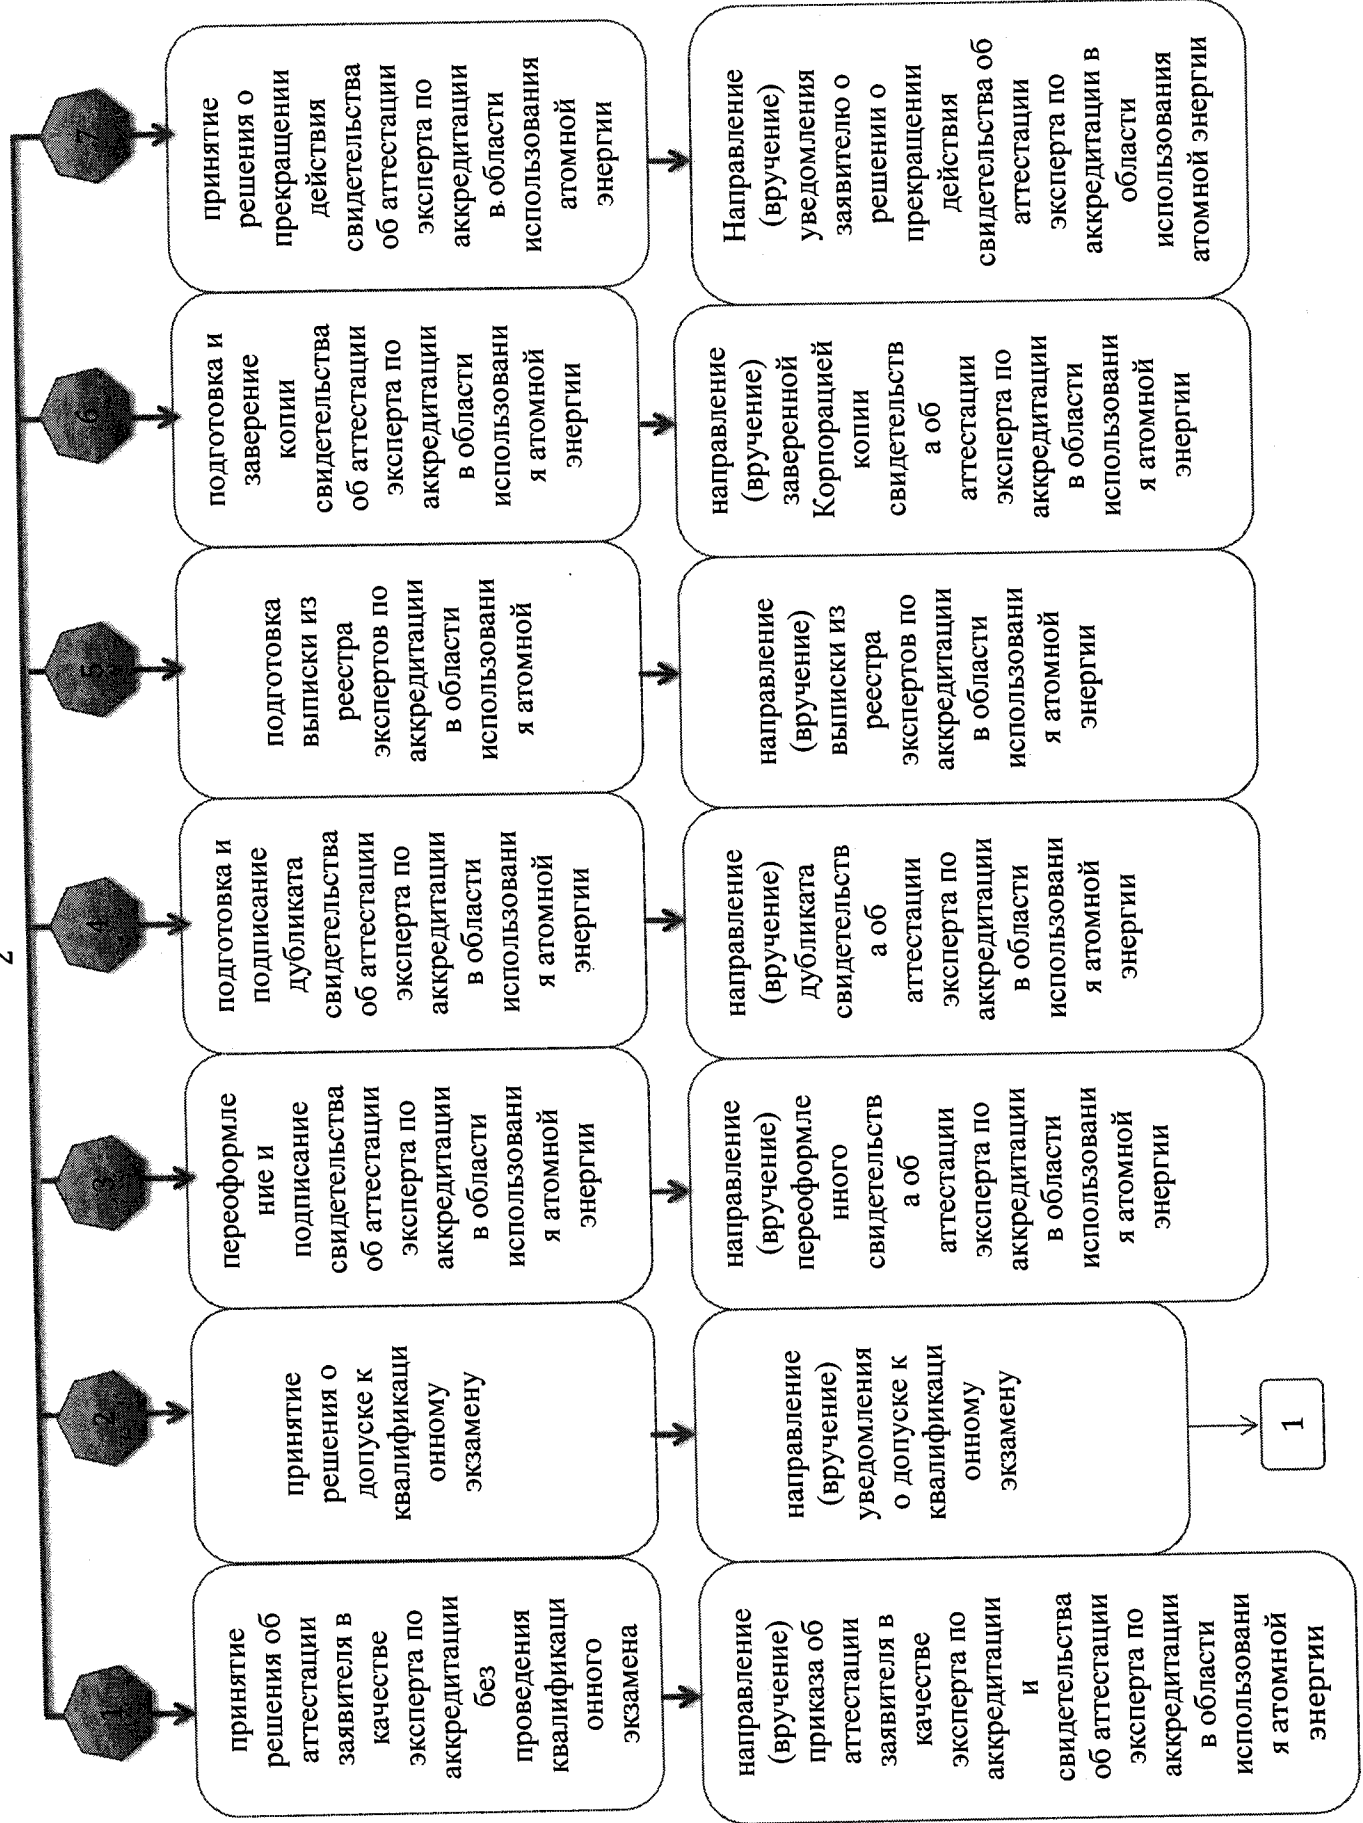 2
1
принятие
решения об
аттестации
заявителя в
качестве
эксперта по
аккредитации
без
проведения
квалификаци
онного
экзамена
направление
(вручение)
приказа об
аттестации
заявителя в
качестве
эксперта по
аккредитации
и
свидетельства
об аттестации
эксперта по
аккредитации
в области
использовани
я атомной
энергии
2
принятие
решения о
допуске к
квалификаци
онному
экзамену
направление
(вручение)
уведомления
о допуске к
квалификаци
онному
экзамену
1
3
переоформле
ние и
подписание
свидетельства
об аттестации
эксперта по
аккредитации
в области
использовани
я атомной
энергии
направление
(вручение)
переоформле
нного
свидетельств
а об
аттестации
эксперта по
аккредитации
в области
использовани
я атомной
энергии
4
подготовка и
подписание
дубликата
свидетельства
об аттестации
эксперта по
аккредитации
в области
использовани
я атомной
энергии
направление
(вручение)
дубликата
свидетельств
а об
аттестации
эксперта по
аккредитации
в области
использовани
я атомной
энергии
5
подготовка
выписки из
реестра
экспертов по
аккредитации
в области
использовани
я атомной
направление
(вручение)
выписки из
реестра
экспертов по
аккредитации
в области
использовани
я атомной
энергии
6
подготовка и
заверение
копии
свидетельства
об аттестации
эксперта по
аккредитации
в области
использовани
я атомной
энергии
направление
(вручение)
заверенной
Корпорацией
копии
свидетельств
а об
аттестации
эксперта по
аккредитации
в области
использовани
я атомной
энергии
7
принятие
решения о
прекращении
действия
свидетельства
об аттестации
эксперта по
аккредитации
в области
использования
атомной
энергии
Направление
(вручение)
уведомления
заявителю о
решении о
прекращении
действия
свидетельства об
аттестации
эксперта по
аккредитации в
области
использования
атомной энергии